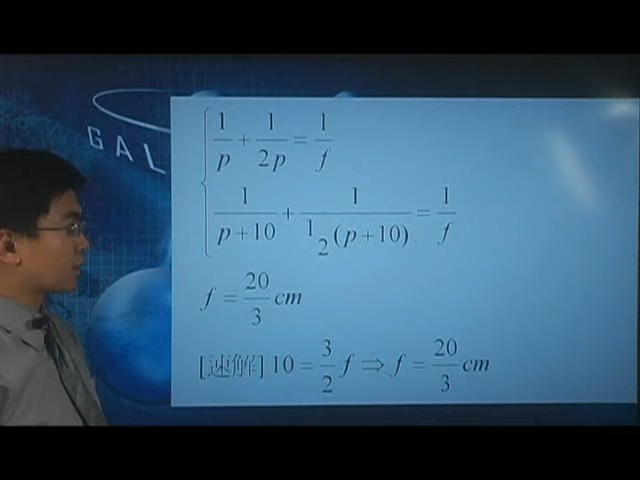 GAL
1/p + 1/2p = 1/f
1/(p+10) + 1/(1/2(p+10)) = 1/f
f = 20/3 cm
[速解] 10 = 3/2 f ⇒ f = 20/3 cm